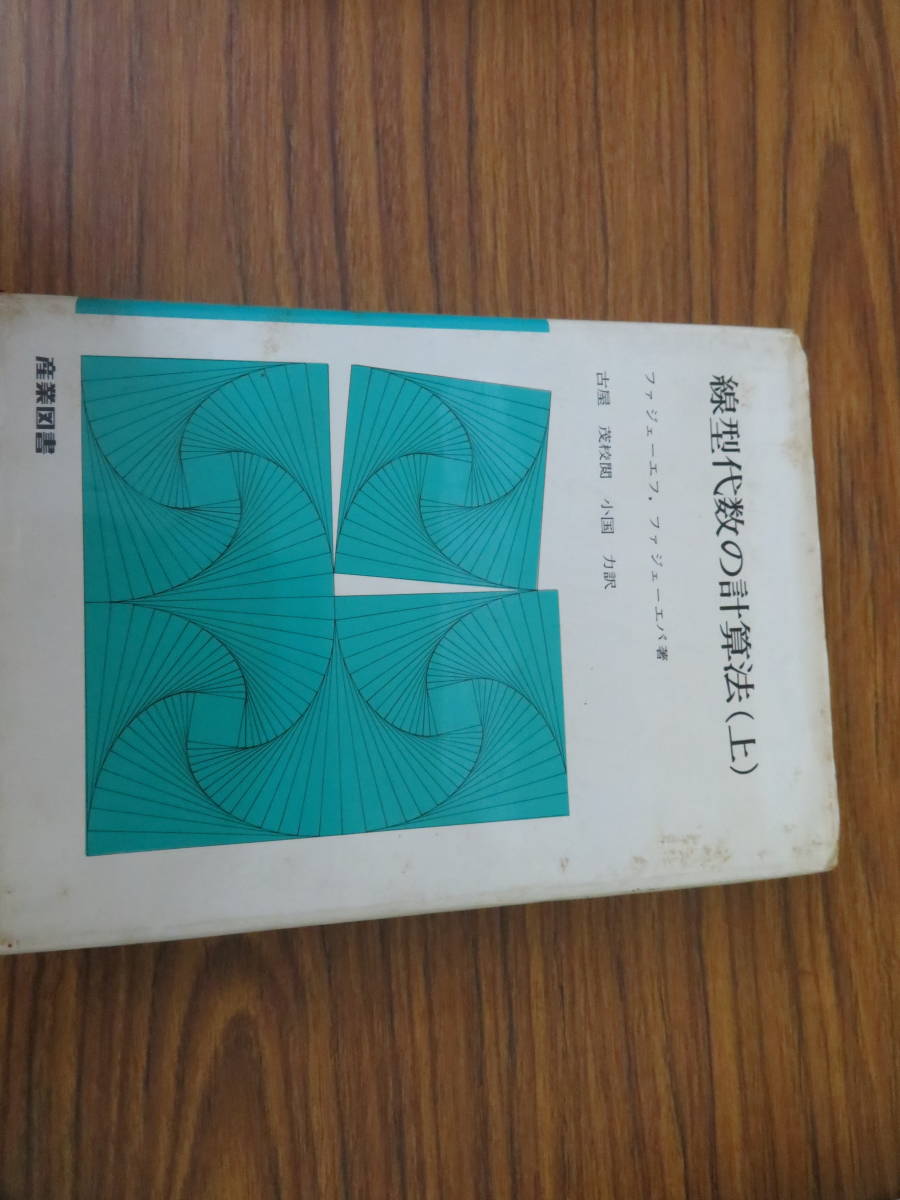 線型代数の計算法(上)
ファジェーエフ，ファジェーエバ著
古屋 茂校閲 小国 力訳
産業図書